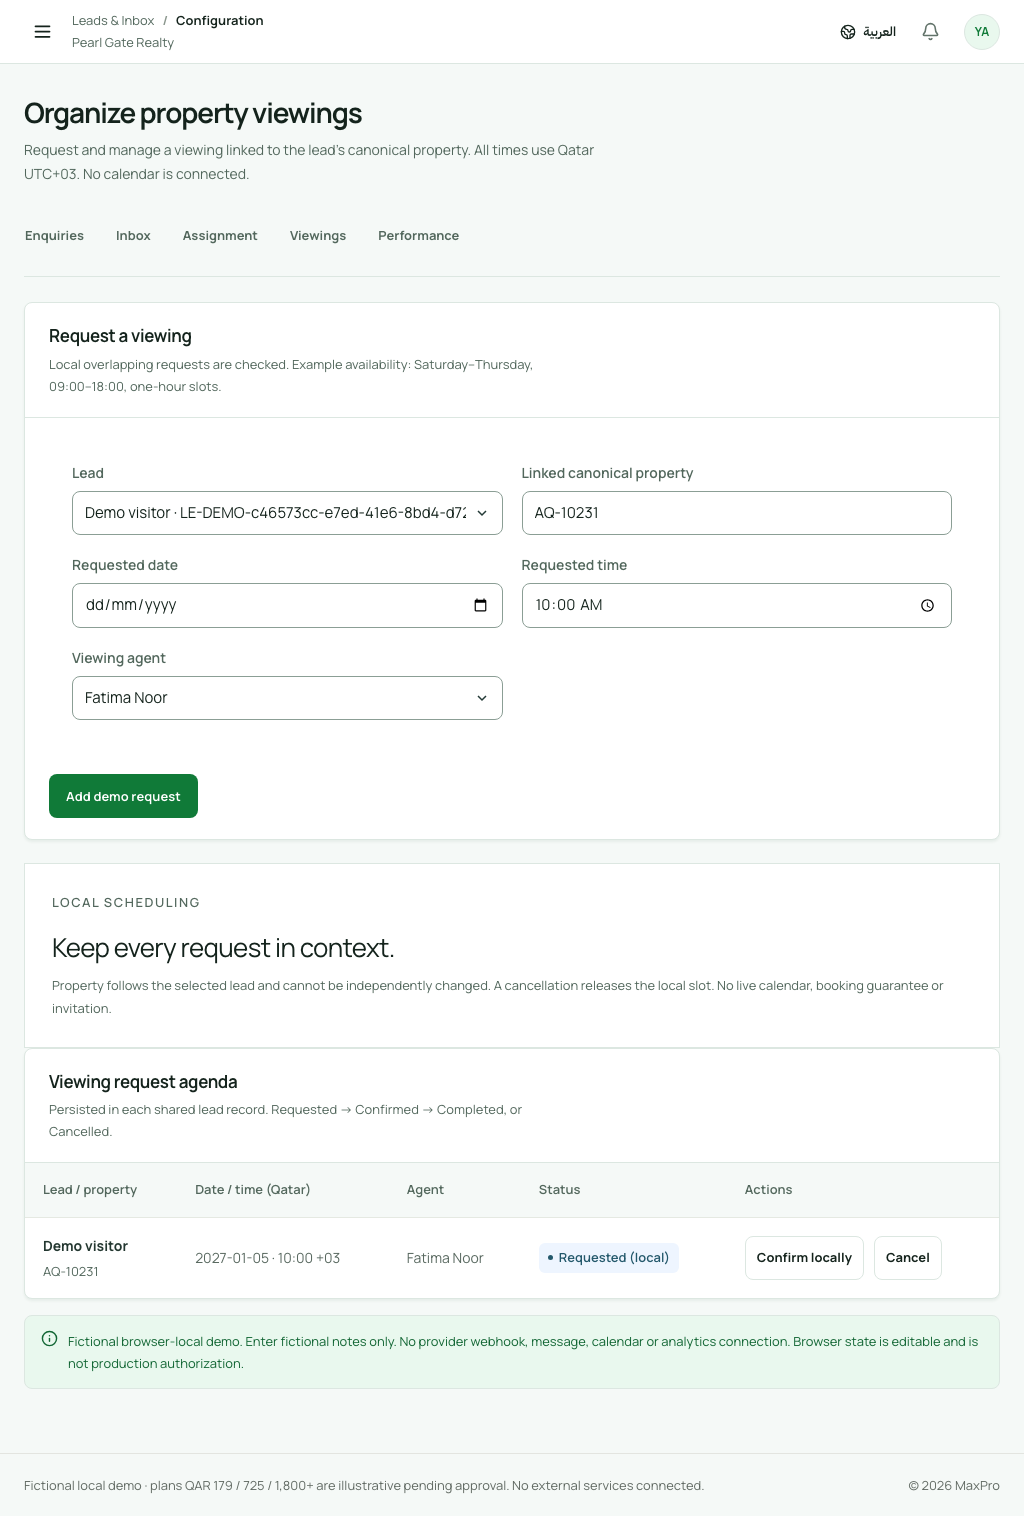 Leads & Inbox / Configuration
Pearl Gate Realty
العربية
YA
Organize property viewings
Request and manage a viewing linked to the lead's canonical property. All times use Qatar
UTC+03. No calendar is connected.
Enquiries Inbox Assignment Viewings Performance
Request a viewing
Local overlapping requests are checked. Example availability: Saturday–Thursday,
09:00–18:00, one-hour slots.
Lead Linked canonical property
Demo visitor · LE-DEMO-c46573cc-e7ed-41e6-8bd4-d72 AQ-10231
Requested date Requested time
dd/mm/yyyy 10:00 AM
Viewing agent
Fatima Noor
Add demo request
LOCAL SCHEDULING
Keep every request in context.
Property follows the selected lead and cannot be independently changed. A cancellation releases the local slot. No live calendar, booking guarantee or
invitation.
Viewing request agenda
Persisted in each shared lead record. Requested → Confirmed → Completed, or
Cancelled.
Lead / property Date / time (Qatar) Agent Status Actions
Demo visitor
AQ-10231
2027-01-05 · 10:00 +03 Fatima Noor Requested (local) Confirm locally Cancel
Fictional browser-local demo. Enter fictional notes only. No provider webhook, message, calendar or analytics connection. Browser state is editable and is
not production authorization.
Fictional local demo · plans QAR 179 / 725 / 1,800+ are illustrative pending approval. No external services connected. © 2026 MaxPro